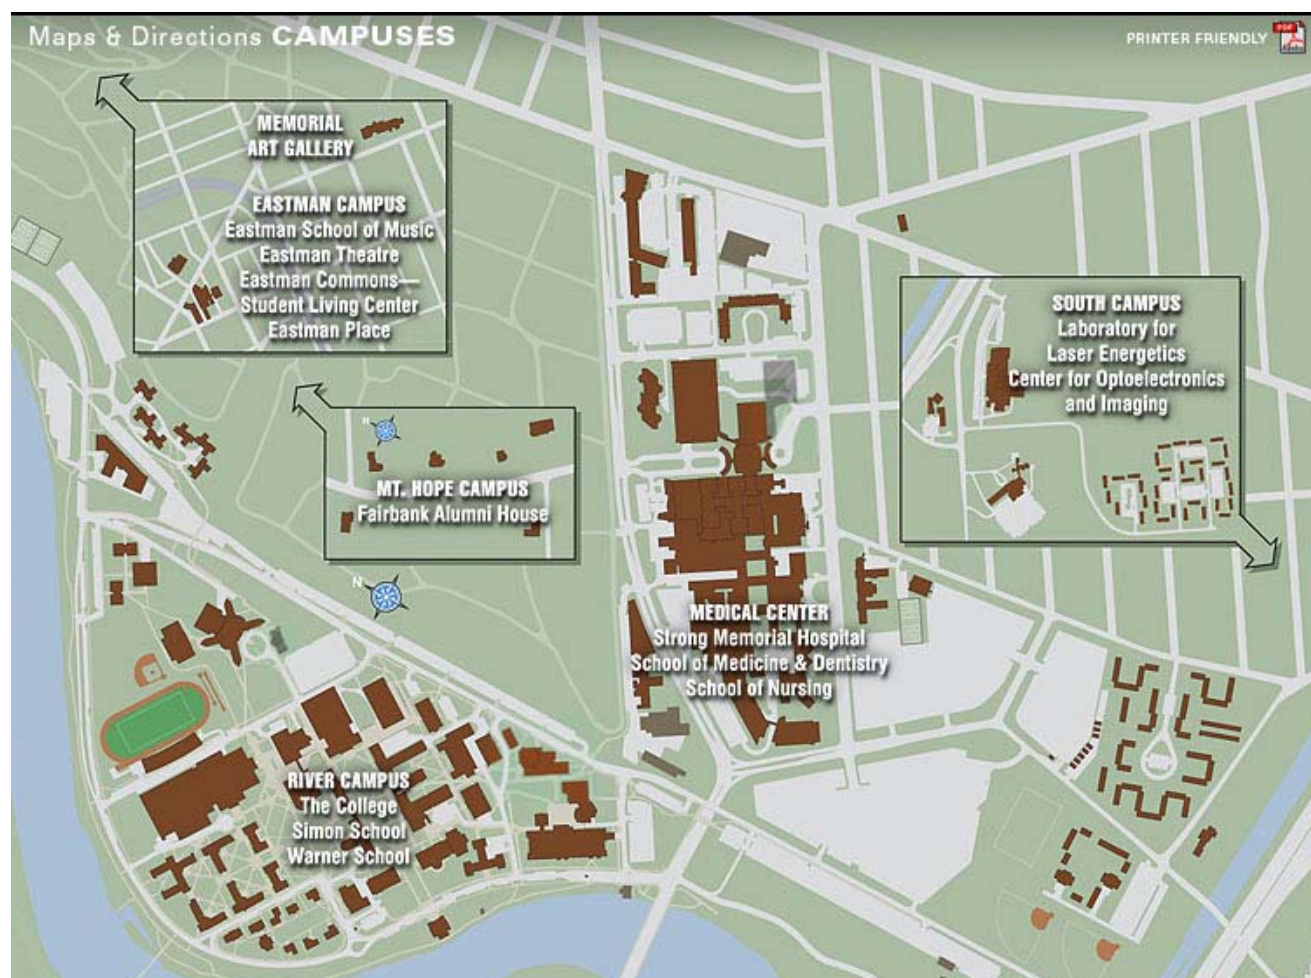 Maps & Directions CAMPUSES
PRINTER FRIENDLY
PDF
MEMORIAL
ART GALLERY
EASTMAN CAMPUS
Eastman School of Music
Eastman Theatre
Eastman Commons—
Student Living Center
Eastman Place
SOUTH CAMPUS
Laboratory for
Laser Energetics
Center for Optoelectronics
and Imaging
N
MT. HOPE CAMPUS
Fairbank Alumni House
N
MEDICAL CENTER
Strong Memorial Hospital
School of Medicine & Dentistry
School of Nursing
RIVER CAMPUS
The College
Simon School
Warner School